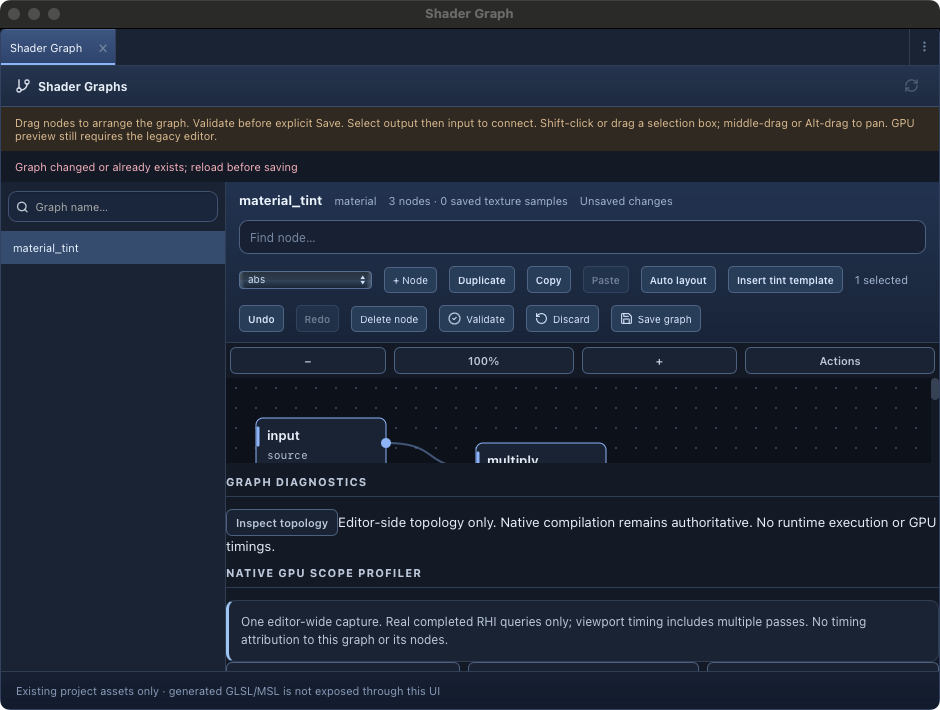 Shader Graph
Shader Graph
Shader Graphs
Drag nodes to arrange the graph. Validate before explicit Save. Select output then input to connect. Shift-click or drag a selection box; middle-drag or Alt-drag to pan. GPU
preview still requires the legacy editor.
Graph changed or already exists; reload before saving
Graph name...
material_tint
material_tint material 3 nodes · 0 saved texture samples Unsaved changes
Find node...
abs + Node Duplicate Copy Paste Auto layout Insert tint template 1 selected
Undo Redo Delete node Validate Discard Save graph
– 100% + Actions
input
source
multiply
GRAPH DIAGNOSTICS
Inspect topology Editor-side topology only. Native compilation remains authoritative. No runtime execution or GPU
timings.
NATIVE GPU SCOPE PROFILER
One editor-wide capture. Real completed RHI queries only; viewport timing includes multiple passes. No timing
attribution to this graph or its nodes.
Existing project assets only · generated GLSL/MSL is not exposed through this UI